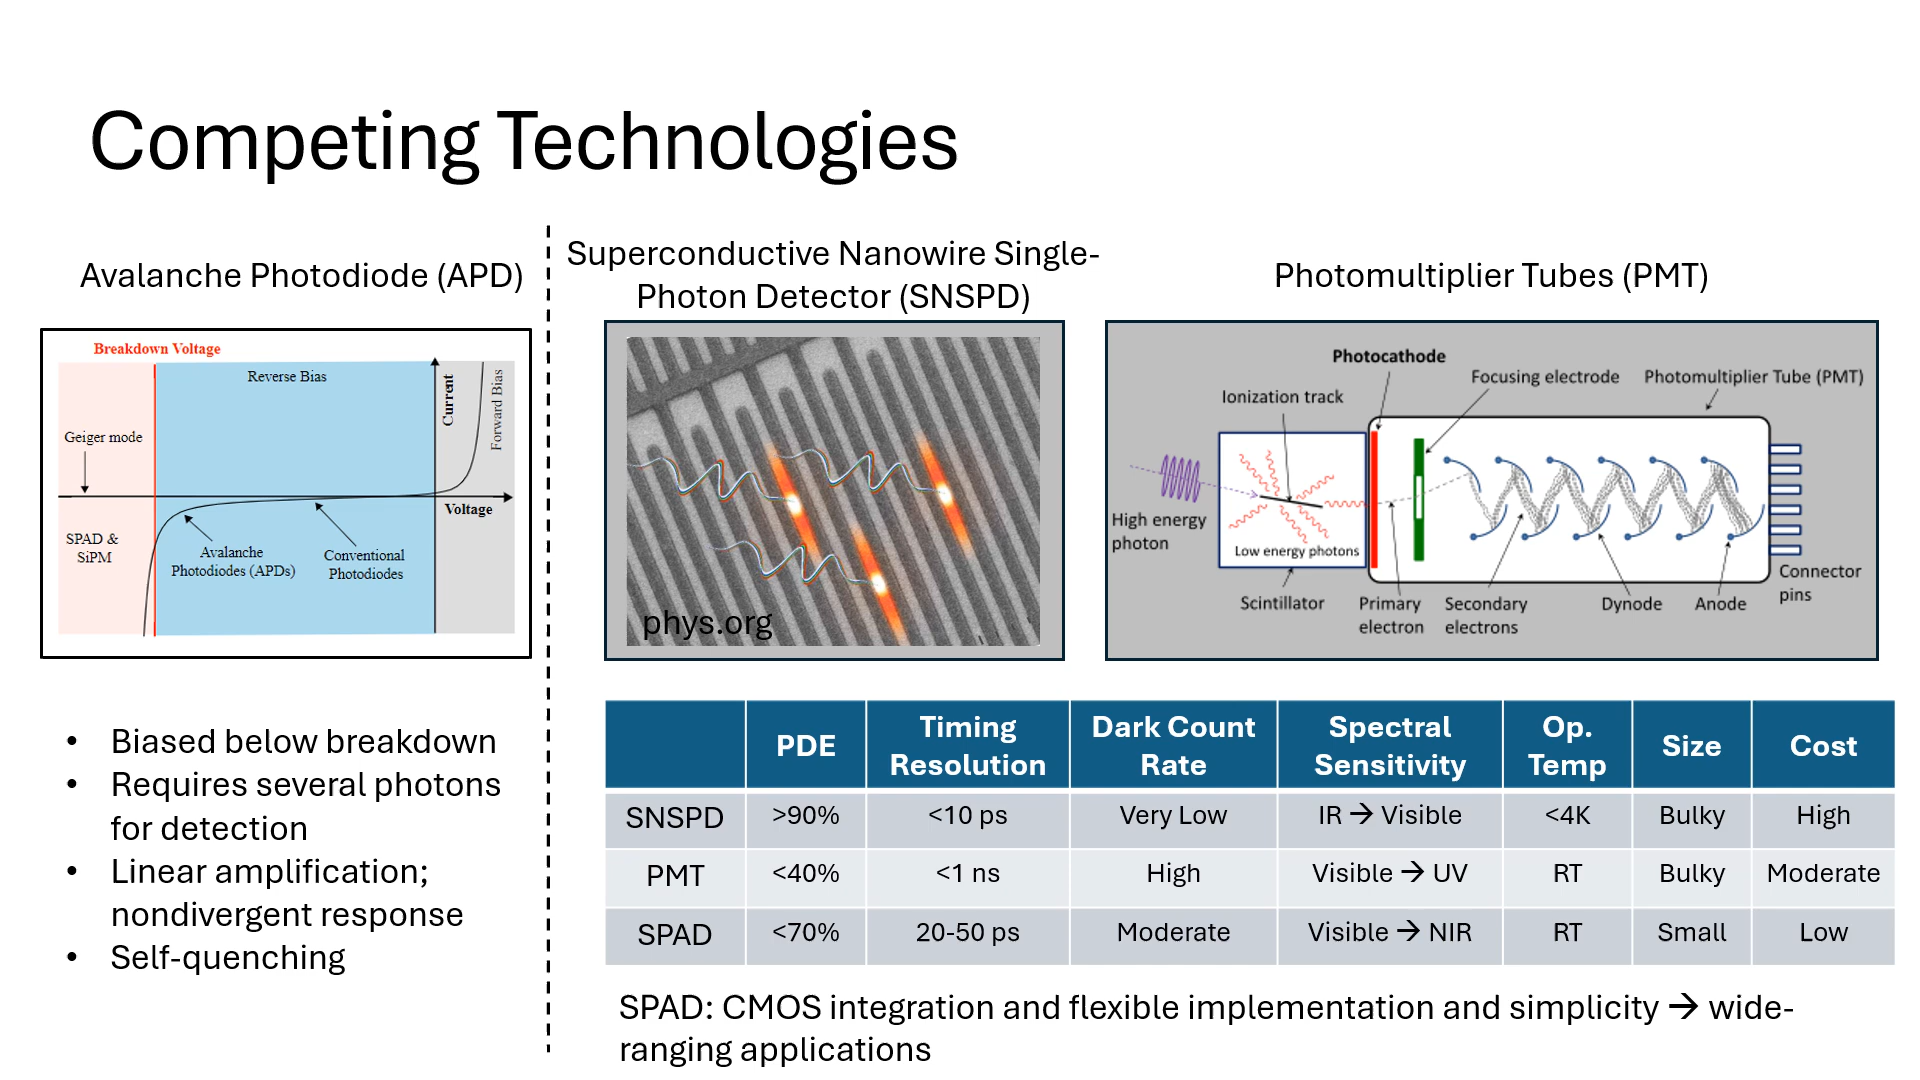 Competing Technologies
Avalanche Photodiode (APD)
Breakdown Voltage
Reverse Bias
Current
Forward Bias
Geiger mode
Voltage
SPAD &
SiPM
Avalanche
Photodiodes (APDs)
Conventional
Photodiodes
• Biased below breakdown
• Requires several photons
for detection
• Linear amplification;
nondivergent response
• Self-quenching
Superconductive Nanowire Single-
Photon Detector (SNSPD)
phys.org
Photomultiplier Tubes (PMT)
Photocathode
Focusing electrode
Photomultiplier Tube (PMT)
Ionization track
High energy
photon
Low energy photons
Scintillator
Primary
electron
Secondary
electrons
Dynode
Anode
Connector
pins
PDE Timing Resolution Dark Count Rate Spectral Sensitivity Op. Temp Size Cost
SNSPD >90% <10 ps Very Low IR → Visible <4K Bulky High
PMT <40% <1 ns High Visible → UV RT Bulky Moderate
SPAD <70% 20-50 ps Moderate Visible → NIR RT Small Low
SPAD: CMOS integration and flexible implementation and simplicity → wide-
ranging applications